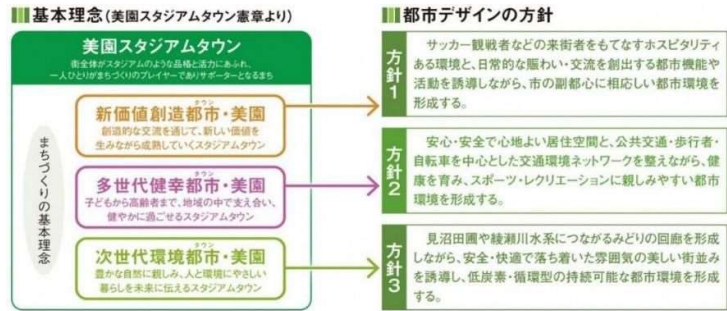 基本理念(美園スタジアムタウン憲章より)
美園スタジアムタウン
街全体がスタジアムのような品格と活力にあふれ、
一人ひとりがまちづくりのプレイヤーでありサポーターとなるまち
まちづくりの基本理念
タウン
新価値創造都市・美園
創造的な交流を通じて、新しい価値を
生みながら成熟していくスタジアムタウン
タウン
多世代健幸都市・美園
子どもから高齢者まで、地域の中で支え合い、
健やかに過ごせるスタジアムタウン
タウン
次世代環境都市・美園
豊かな自然に親しみ、人と環境にやさしい
暮らしを未来に伝えるスタジアムタウン
都市デザインの方針
方針1
サッカー観戦者などの来街者をもてなすホスピタリティ
ある環境と、日常的な賑わい・交流を創出する都市機能や
活動を誘導しながら、市の副都心に相応しい都市環境を
形成する。
方針2
安心・安全で心地よい居住空間と、公共交通・歩行者・
自転車を中心とした交通環境ネットワークを整えながら、健
康を育み、スポーツ・レクリエーションに親しみやすい都市
環境を形成する。
方針3
見沼田圃や綾瀬川水系につながるみどりの回廊を形成
しながら、安全・快適で落ち着いた雰囲気の美しい街並み
を誘導し、低炭素・循環型の持続可能な都市環境を形成
する。